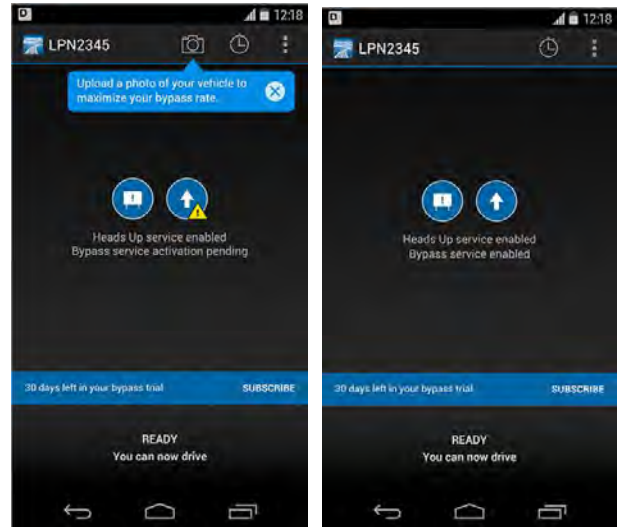 12:18
LPN2345
Upload a photo of your vehicle to
maximize your bypass rate.
Heads Up service enabled
Bypass service activation pending
30 days left in your bypass trial SUBSCRIBE
READY
You can now drive
12:18
LPN2345
Heads Up service enabled
Bypass service enabled
30 days left in your bypass trial SUBSCRIBE
READY
You can now drive